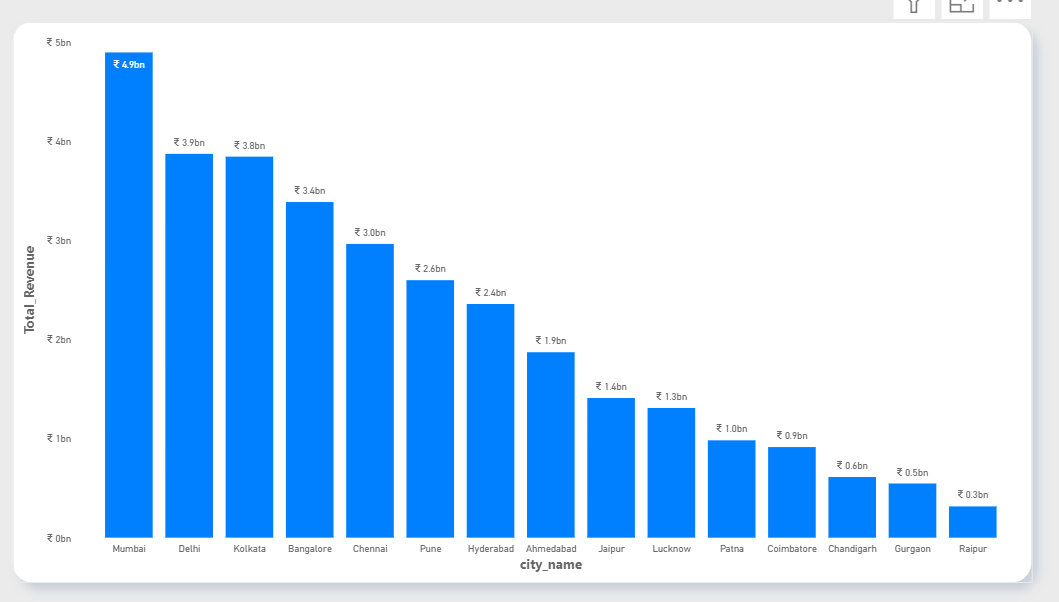 ₹ 5bn
₹ 4bn
₹ 3bn
₹ 2bn
₹ 1bn
₹ 0bn
Total_Revenue
₹ 4.9bn
₹ 3.9bn
₹ 3.8bn
₹ 3.4bn
₹ 3.0bn
₹ 2.6bn
₹ 2.4bn
₹ 1.9bn
₹ 1.4bn
₹ 1.3bn
₹ 1.0bn
₹ 0.9bn
₹ 0.6bn
₹ 0.5bn
₹ 0.3bn
Mumbai Delhi Kolkata Bangalore Chennai Pune Hyderabad Ahmedabad Jaipur Lucknow Patna Coimbatore Chandigarh Gurgaon Raipur
city_name